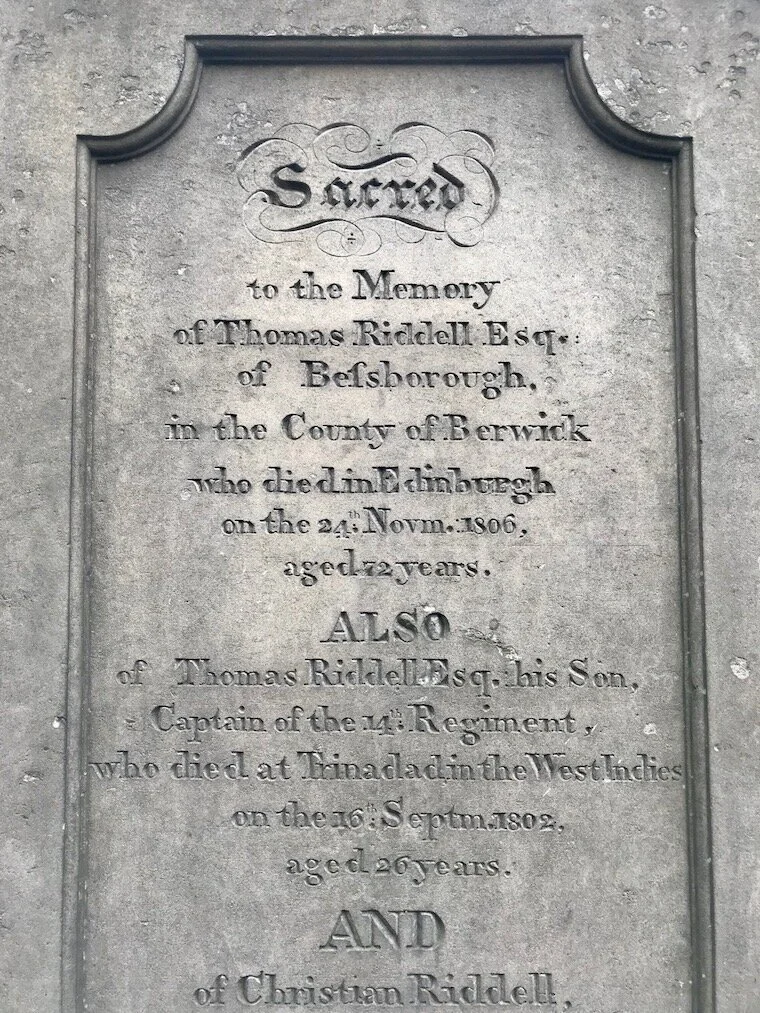 Sacred
to the Memory
of Thomas Riddell Esq.:
of Beſsborough,
in the County of Berwick
who died in Edinburgh
on the 24th Novm. 1806,
aged 72 years.
ALSO
of Thomas Riddell Esq. his Son,
Captain of the 14th Regiment,
who died at Trinadad in the West Indies
on the 16th Septm. 1802,
aged 26 years.
AND
of Christian Riddell,